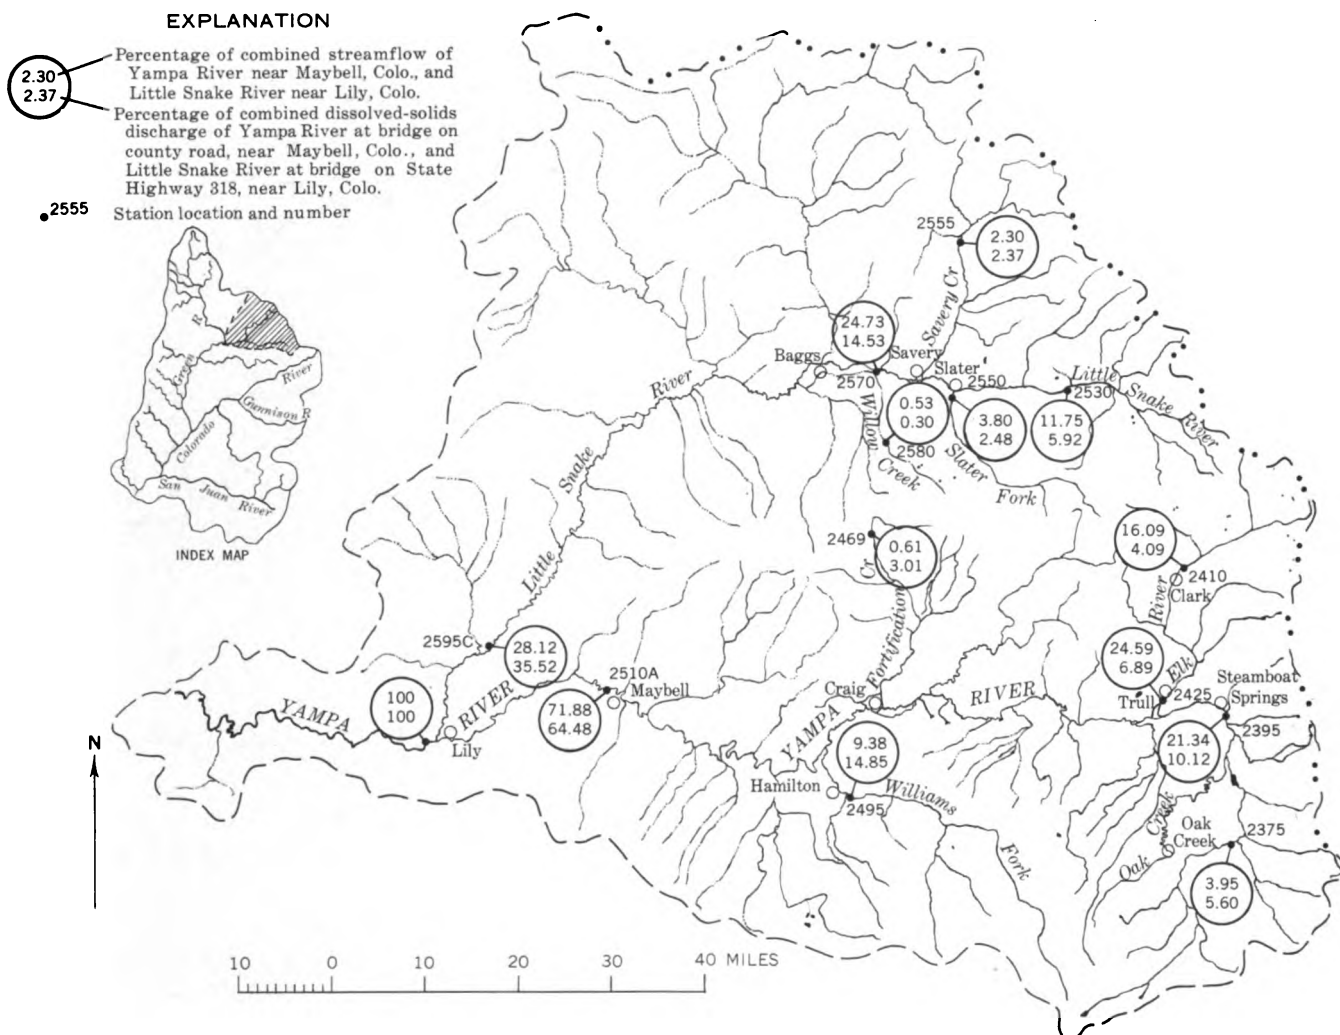 EXPLANATION
2.30
2.37
Percentage of combined streamflow of
Yampa River near Maybell, Colo., and
Little Snake River near Lily, Colo.
Percentage of combined dissolved-solids
discharge of Yampa River at bridge on
county road, near Maybell, Colo., and
Little Snake River at bridge on State
Highway 318, near Lily, Colo.
2555
Station location and number
Green
R
River
Gunnison R
Colorado
San Juan River
INDEX MAP
2555
2.30
2.37
Savery Cr
24.73
14.53
Baggs
Savery
2570
Slater
2550
Little
Snake River
2530
0.53
0.30
3.80
2.48
11.75
5.92
Willow
Creek
2580
Slater
Fork
River
Snake
Little
2469
0.61
3.01
Fortification
Cr
16.09
4.09
2410
Clark
River
Elk
24.59
6.89
Trull
2425
Steamboat
Springs
2395
21.34
10.12
2595C
28.12
35.52
2510A
Maybell
71.88
64.48
100
100
YAMPA
RIVER
Lily
Craig
YAMPA
RIVER
9.38
14.85
Hamilton
2495
Williams
Fork
Creek
Oak
Oak
Creek
2375
3.95
5.60
N
10 0 10 20 30 40 MILES